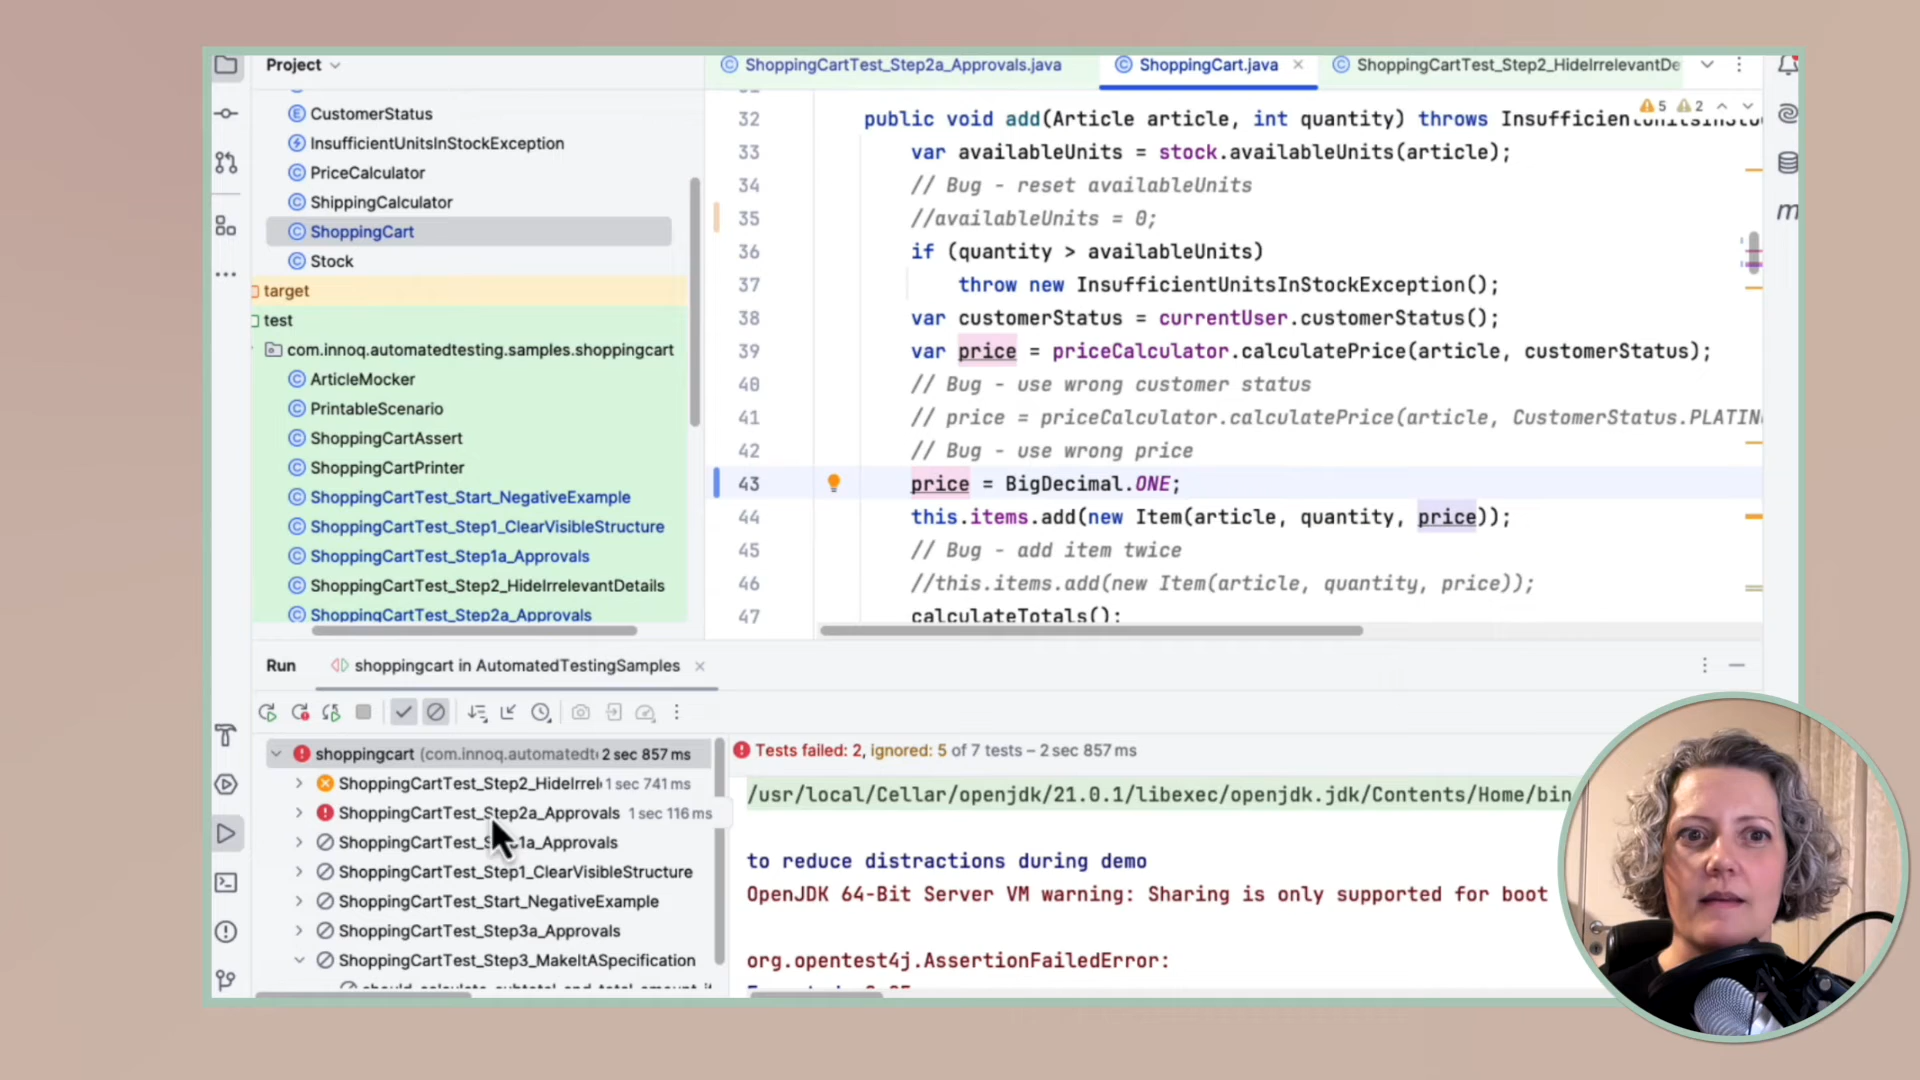 Project
CustomerStatus
InsufficientUnitsInStockException
PriceCalculator
ShippingCalculator
ShoppingCart
Stock
target
test
com.innoq.automatedtesting.samples.shoppingcart
ArticleMocker
PrintableScenario
ShoppingCartAssert
ShoppingCartPrinter
ShoppingCartTest_Start_NegativeExample
ShoppingCartTest_Step1_ClearVisibleStructure
ShoppingCartTest_Step1a_Approvals
ShoppingCartTest_Step2_HideIrrelevantDetails
ShoppingCartTest_Step2a_Approvals
ShoppingCartTest_Step2a_Approvals.java
ShoppingCart.java
ShoppingCartTest_Step2_HideIrrelevantDe
5 2
32 public void add(Article article, int quantity) throws InsufficientUnitsInSto
33 var availableUnits = stock.availableUnits(article);
34 // Bug - reset availableUnits
35 //availableUnits = 0;
36 if (quantity > availableUnits)
37 throw new InsufficientUnitsInStockException();
38 var customerStatus = currentUser.customerStatus();
39 var price = priceCalculator.calculatePrice(article, customerStatus);
40 // Bug - use wrong customer status
41 // price = priceCalculator.calculatePrice(article, CustomerStatus.PLATIN
42 // Bug - use wrong price
43 price = BigDecimal.ONE;
44 this.items.add(new Item(article, quantity, price));
45 // Bug - add item twice
46 //this.items.add(new Item(article, quantity, price));
47 calculateTotals();
m
Run shoppingcart in AutomatedTestingSamples
shoppingcart (com.innoq.automatedt 2 sec 857 ms
ShoppingCartTest_Step2_HideIrrel 1 sec 741 ms
ShoppingCartTest_Step2a_Approvals 1 sec 116 ms
ShoppingCartTest_Step1a_Approvals
ShoppingCartTest_Step1_ClearVisibleStructure
ShoppingCartTest_Start_NegativeExample
ShoppingCartTest_Step3a_Approvals
ShoppingCartTest_Step3_MakeItASpecification
Tests failed: 2, ignored: 5 of 7 tests – 2 sec 857 ms
/usr/local/Cellar/openjdk/21.0.1/libexec/openjdk.jdk/Contents/Home/bin
to reduce distractions during demo
OpenJDK 64-Bit Server VM warning: Sharing is only supported for boot
org.opentest4j.AssertionFailedError: